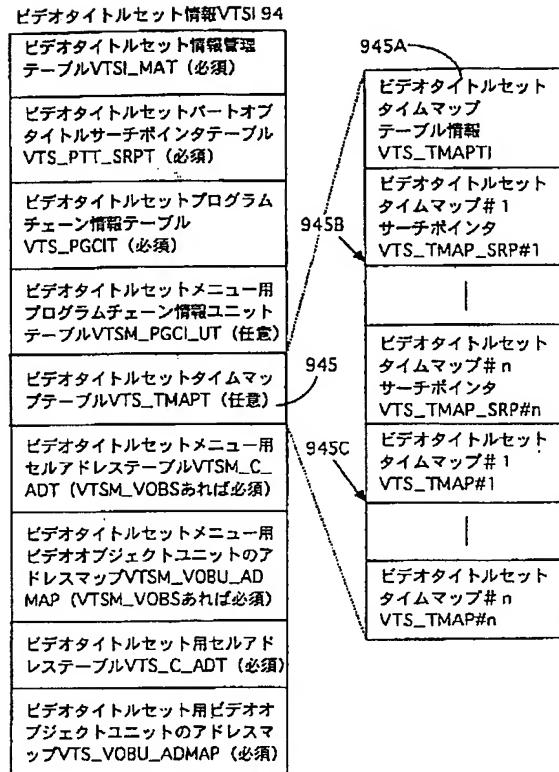 ビデオタイトルセット情報VTSI 94
ビデオタイトルセット情報管理
テーブルVTSI_MAT（必須）
ビデオタイトルセットパートオブ
タイトルサーチポインタテーブル
VTS_PTT_SRPT（必須）
ビデオタイトルセットプログラム
チェーン情報テーブル
VTS_PGCIT（必須）
ビデオタイトルセットメニュー用
プログラムチェーン情報ユニット
テーブルVTSM_PGCI_UT（任意）
ビデオタイトルセットタイムマッ
プテーブルVTS_TMAPT（任意）
ビデオタイトルセットメニュー用
セルアドレステーブルVTSM_C_
ADT（VTSM_VOBSあれば必須）
ビデオタイトルセットメニュー用
ビデオオブジェクトユニットのア
ドレスマップVTSM_VOBU_AD
MAP（VTSM_VOBSあれば必須）
ビデオタイトルセット用セルアド
レステーブルVTS_C_ADT（必須）
ビデオタイトルセット用ビデオオ
ブジェクトユニットのアドレスマ
ップVTS_VOBU_ADMAP（必須）
945
945A
ビデオタイトルセット
タイムマップ
テーブル情報
VTS_TMAPTI
945B
ビデオタイトルセット
タイムマップ＃1
サーチポインタ
VTS_TMAP_SRP#1
ビデオタイトルセット
タイムマップ＃n
サーチポインタ
VTS_TMAP_SRP#n
945C
ビデオタイトルセット
タイムマップ＃1
VTS_TMAP#1
ビデオタイトルセット
タイムマップ＃n
VTS_TMAP#n